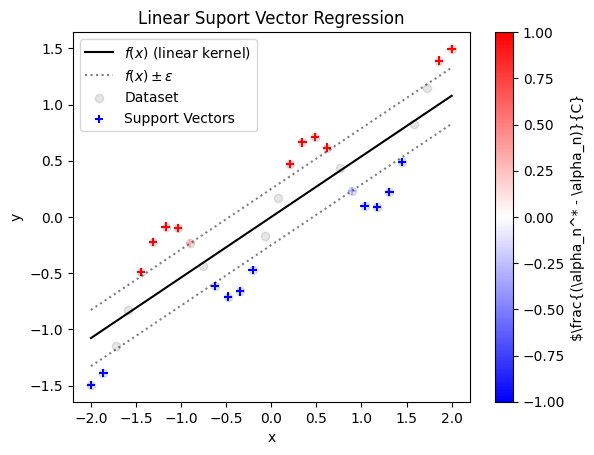 Linear Suport Vector Regression
f(x) (linear kernel)
f(x) ± ε
Dataset
Support Vectors
1.5
1.0
0.5
0.0
−0.5
−1.0
−1.5
y
−2.0 −1.5 −1.0 −0.5 0.0 0.5 1.0 1.5 2.0
x
1.00
0.75
0.50
0.25
0.00
−0.25
−0.50
−0.75
−1.00
$\frac{(\alpha_n^* - \alpha_n)}{C}